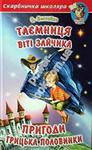 Скарбничка школяра
ТАЄМНИЦЯ
ВІТІ ЗАЙЧИКА
ПРИГОДИ
ГРИЦЬКА ПОЛОВИНКИ